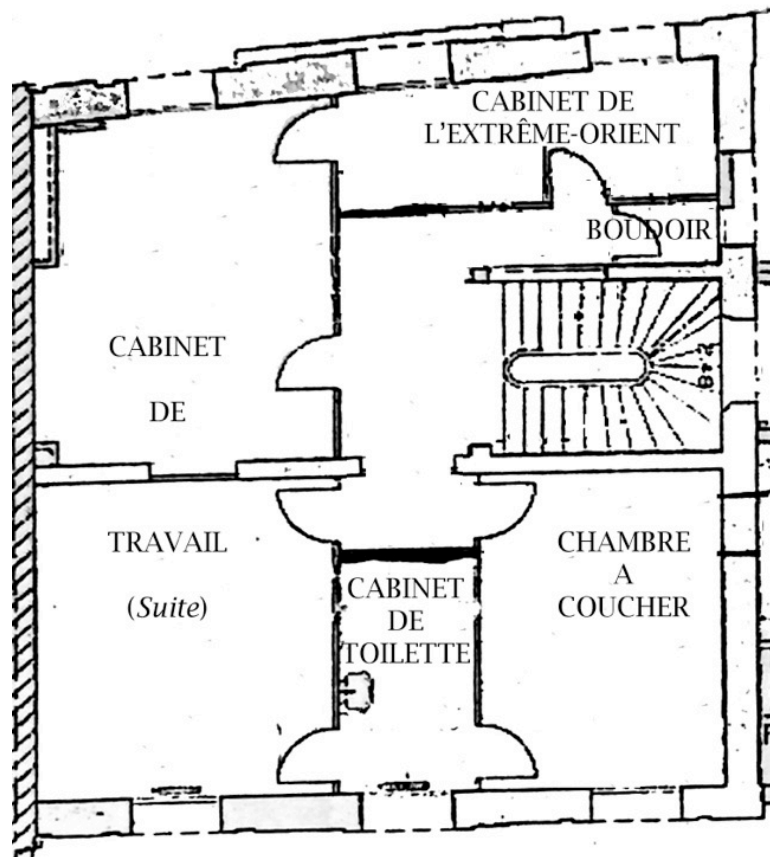 CABINET DE
L'EXTRÊME-ORIENT
BOUDOIR
CABINET
DE
TRAVAIL
(Suite)
CABINET
DE
TOILETTE
CHAMBRE
A
COUCHER